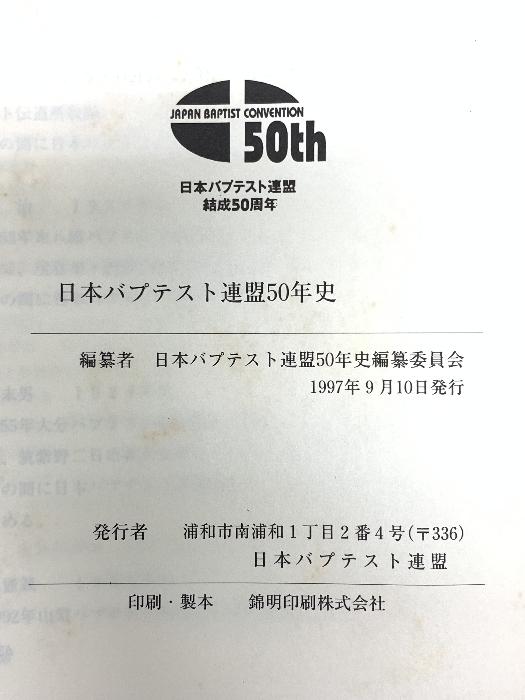 JAPAN BAPTIST CONVENTION
50th
日本バプテスト連盟
結成50周年
日本バプテスト連盟50年史
編纂者 日本バプテスト連盟50年史編纂委員会
1997年9月10日発行
発行者 浦和市南浦和1丁目2番4号(〒336)
日本バプテスト連盟
印刷・製本 錦明印刷株式会社